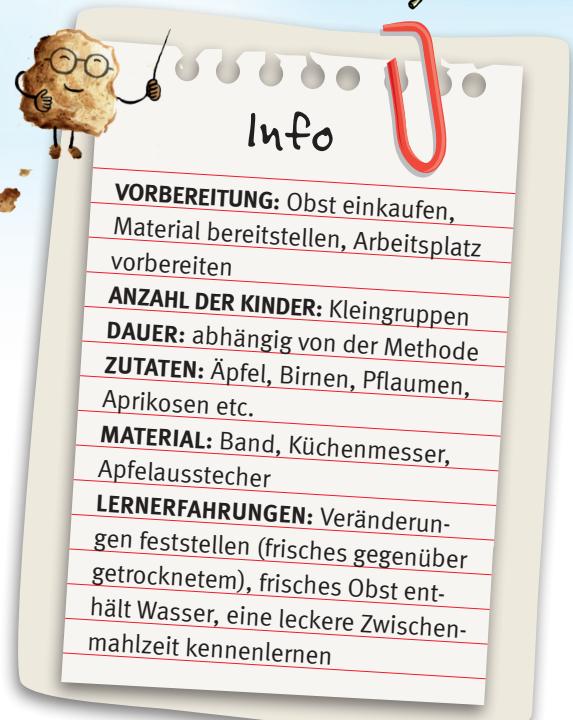 Info
VORBEREITUNG: Obst einkaufen,
Material bereitstellen, Arbeitsplatz
vorbereiten
ANZAHL DER KINDER: Kleingruppen
DAUER: abhängig von der Methode
ZUTATEN: Äpfel, Birnen, Pflaumen,
Aprikosen etc.
MATERIAL: Band, Küchenmesser,
Apfelausstecher
LERNERFAHRUNGEN: Veränderun-
gen feststellen (frisches gegenüber
getrocknetem), frisches Obst ent-
hält Wasser, eine leckere Zwischen-
mahlzeit kennenlernen